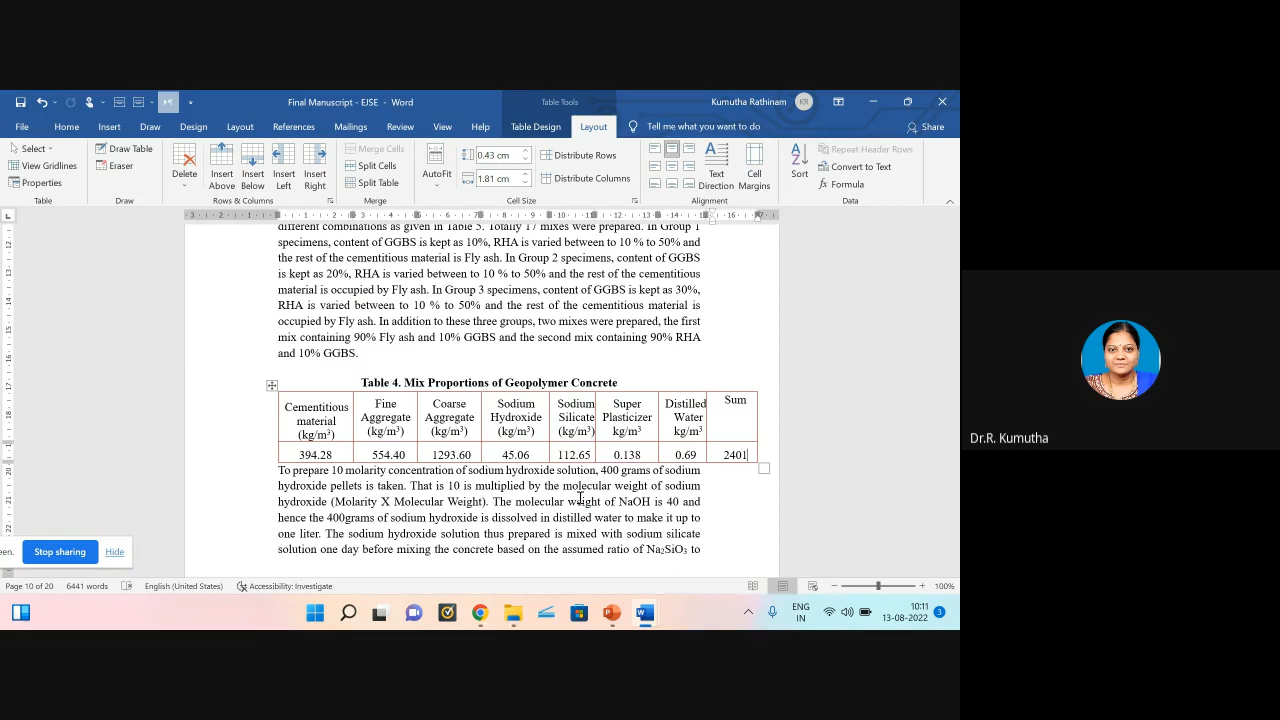 Final Manuscript - EJSE - Word
Table Tools
Kumutha Rathinam
KR
File
Home
Insert
Draw
Design
Layout
References
Mailings
Review
View
Help
Table Design
Layout
Tell me what you want to do
Share
Select
View Gridlines
Properties
Table
Draw Table
Eraser
Draw
Delete
Insert Above
Insert Below
Insert Left
Insert Right
Rows & Columns
Merge Cells
Split Cells
Split Table
Merge
AutoFit
0.43 cm
1.81 cm
Distribute Rows
Distribute Columns
Cell Size
Text Direction
Cell Margins
Alignment
Sort
Repeat Header Rows
Convert to Text
Formula
Data
different combinations as given in Table 5. Totally 17 mixes were prepared. In Group 1
specimens, content of GGBS is kept as 10%, RHA is varied between to 10 % to 50% and
the rest of the cementitious material is Fly ash. In Group 2 specimens, content of GGBS
is kept as 20%, RHA is varied between to 10 % to 50% and the rest of the cementitious
material is occupied by Fly ash. In Group 3 specimens, content of GGBS is kept as 30%,
RHA is varied between to 10 % to 50% and the rest of the cementitious material is
occupied by Fly ash. In addition to these three groups, two mixes were prepared, the first
mix containing 90% Fly ash and 10% GGBS and the second mix containing 90% RHA
and 10% GGBS.
Table 4. Mix Proportions of Geopolymer Concrete
Cementitious material (kg/m³)
Fine Aggregate (kg/m³)
Coarse Aggregate (kg/m³)
Sodium Hydroxide (kg/m³)
Sodium Silicate (kg/m³)
Super Plasticizer kg/m³
Distilled Water kg/m³
Sum
394.28 554.40 1293.60 45.06 112.65 0.138 0.69 2401
To prepare 10 molarity concentration of sodium hydroxide solution, 400 grams of sodium
hydroxide pellets is taken. That is 10 is multiplied by the molecular weight of sodium
hydroxide (Molarity X Molecular Weight). The molecular weight of NaOH is 40 and
hence the 400grams of sodium hydroxide is dissolved in distilled water to make it up to
one liter. The sodium hydroxide solution thus prepared is mixed with sodium silicate
solution one day before mixing the concrete based on the assumed ratio of Na₂SiO₃ to
een.
Stop sharing
Hide
Page 10 of 20
6441 words
English (United States)
Accessibility: Investigate
100%
ENG
IN
10:11
13-08-2022
3
Dr.R. Kumutha